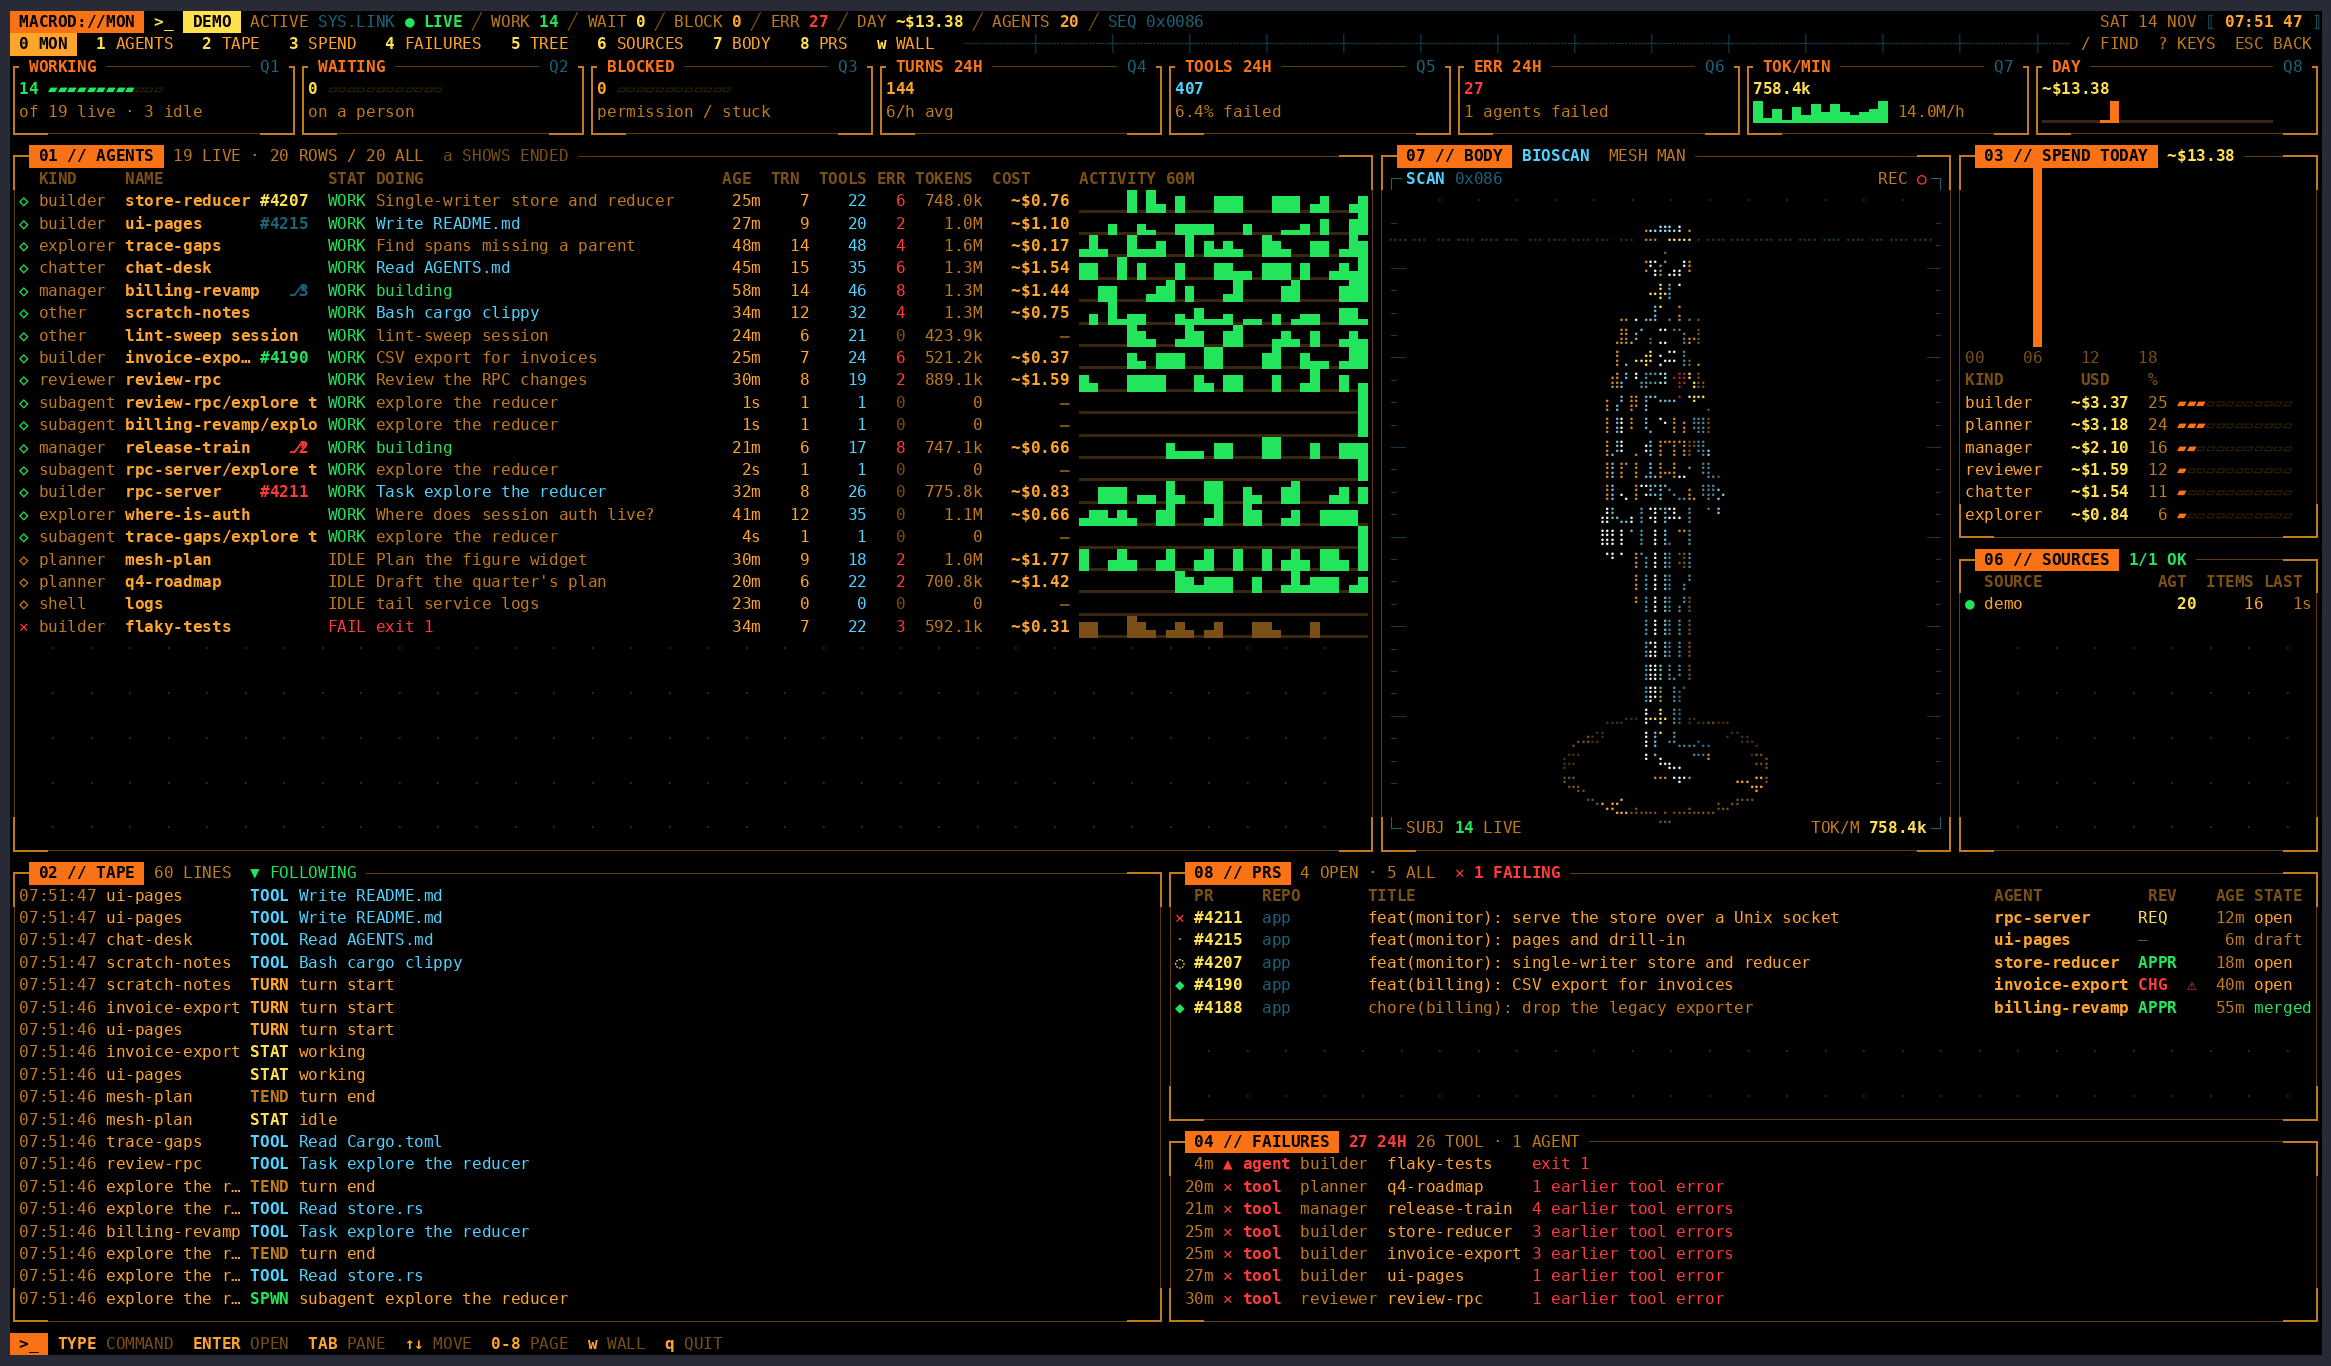 MACROD://MON >_ DEMO ACTIVE SYS.LINK ● LIVE / WORK 14 / WAIT 0 / BLOCK 0 / ERR 27 / DAY ~$13.38 / AGENTS 20 / SEQ 0x0086 SAT 14 NOV 07:51 47
0 MON 1 AGENTS 2 TAPE 3 SPEND 4 FAILURES 5 TREE 6 SOURCES 7 BODY 8 PRS w WALL / FIND ? KEYS ESC BACK
WORKING Q1 WAITING Q2 BLOCKED Q3 TURNS 24H Q4 TOOLS 24H Q5 ERR 24H Q6 TOK/MIN Q7 DAY Q8
14 0 0 144 407 27 758.4k ~$13.38
of 19 live · 3 idle on a person permission / stuck 6/h avg 6.4% failed 1 agents failed 14.0M/h
01 // AGENTS 19 LIVE · 20 ROWS / 20 ALL a SHOWS ENDED
KIND NAME STAT DOING AGE TRN TOOLS ERR TOKENS COST ACTIVITY 60M
◇ builder store-reducer #4207 WORK Single-writer store and reducer 25m 7 22 6 748.0k ~$0.76
◇ builder ui-pages #4215 WORK Write README.md 27m 9 20 2 1.0M ~$1.10
◇ explorer trace-gaps WORK Find spans missing a parent 48m 14 48 4 1.6M ~$0.17
◇ chatter chat-desk WORK Read AGENTS.md 45m 15 35 6 1.3M ~$1.54
◇ manager billing-revamp ⎇3 WORK building 58m 14 46 8 1.3M ~$1.44
◇ other scratch-notes WORK Bash cargo clippy 34m 12 32 4 1.3M ~$0.75
◇ other lint-sweep session WORK lint-sweep session 24m 6 21 0 423.9k —
◇ builder invoice-expo… #4190 WORK CSV export for invoices 25m 7 24 6 521.2k ~$0.37
◇ reviewer review-rpc WORK Review the RPC changes 30m 8 19 2 889.1k ~$1.59
◇ subagent review-rpc/explore t WORK explore the reducer 1s 1 1 0 0 —
◇ subagent billing-revamp/explo WORK explore the reducer 1s 1 1 0 0 —
◇ manager release-train ⎇2 WORK building 21m 6 17 8 747.1k ~$0.66
◇ subagent rpc-server/explore t WORK explore the reducer 2s 1 1 0 0 —
◇ builder rpc-server #4211 WORK Task explore the reducer 32m 8 26 0 775.8k ~$0.83
◇ explorer where-is-auth WORK Where does session auth live? 41m 12 35 0 1.1M ~$0.66
◇ subagent trace-gaps/explore t WORK explore the reducer 4s 1 1 0 0 —
◇ planner mesh-plan IDLE Plan the figure widget 30m 9 18 2 1.0M ~$1.77
◇ planner q4-roadmap IDLE Draft the quarter's plan 20m 6 22 2 700.8k ~$1.42
◇ shell logs IDLE tail service logs 23m 0 0 0 0 —
✕ builder flaky-tests FAIL exit 1 34m 7 22 3 592.1k ~$0.31
07 // BODY BIOSCAN MESH MAN
SCAN 0x086 REC ○
SUBJ 14 LIVE TOK/M 758.4k
03 // SPEND TODAY ~$13.38
00 06 12 18
KIND USD %
builder ~$3.37 25
planner ~$3.18 24
manager ~$2.10 16
reviewer ~$1.59 12
chatter ~$1.54 11
explorer ~$0.84 6
06 // SOURCES 1/1 OK
SOURCE AGT ITEMS LAST
● demo 20 16 1s
02 // TAPE 60 LINES ▼ FOLLOWING
07:51:47 ui-pages TOOL Write README.md
07:51:47 ui-pages TOOL Write README.md
07:51:47 chat-desk TOOL Read AGENTS.md
07:51:47 scratch-notes TOOL Bash cargo clippy
07:51:47 scratch-notes TURN turn start
07:51:46 invoice-export TURN turn start
07:51:46 ui-pages TURN turn start
07:51:46 invoice-export STAT working
07:51:46 ui-pages STAT working
07:51:46 mesh-plan TEND turn end
07:51:46 mesh-plan STAT idle
07:51:46 trace-gaps TOOL Read Cargo.toml
07:51:46 review-rpc TOOL Task explore the reducer
07:51:46 explore the r… TEND turn end
07:51:46 explore the r… TOOL Read store.rs
07:51:46 billing-revamp TOOL Task explore the reducer
07:51:46 explore the r… TEND turn end
07:51:46 explore the r… TOOL Read store.rs
07:51:46 explore the r… SPWN subagent explore the reducer
08 // PRS 4 OPEN · 5 ALL ✕ 1 FAILING
PR REPO TITLE AGENT REV AGE STATE
✕ #4211 app feat(monitor): serve the store over a Unix socket rpc-server REQ 12m open
· #4215 app feat(monitor): pages and drill-in ui-pages — 6m draft
◌ #4207 app feat(monitor): single-writer store and reducer store-reducer APPR 18m open
◆ #4190 app feat(billing): CSV export for invoices invoice-export CHG ⚠ 40m open
◆ #4188 app chore(billing): drop the legacy exporter billing-revamp APPR 55m merged
04 // FAILURES 27 24H 26 TOOL · 1 AGENT
4m ▲ agent builder flaky-tests exit 1
20m ✕ tool planner q4-roadmap 1 earlier tool error
21m ✕ tool manager release-train 4 earlier tool errors
25m ✕ tool builder store-reducer 3 earlier tool errors
25m ✕ tool builder invoice-export 3 earlier tool errors
27m ✕ tool builder ui-pages 1 earlier tool error
30m ✕ tool reviewer review-rpc 1 earlier tool error
>_ TYPE COMMAND ENTER OPEN TAB PANE ↑↓ MOVE 0-8 PAGE w WALL q QUIT